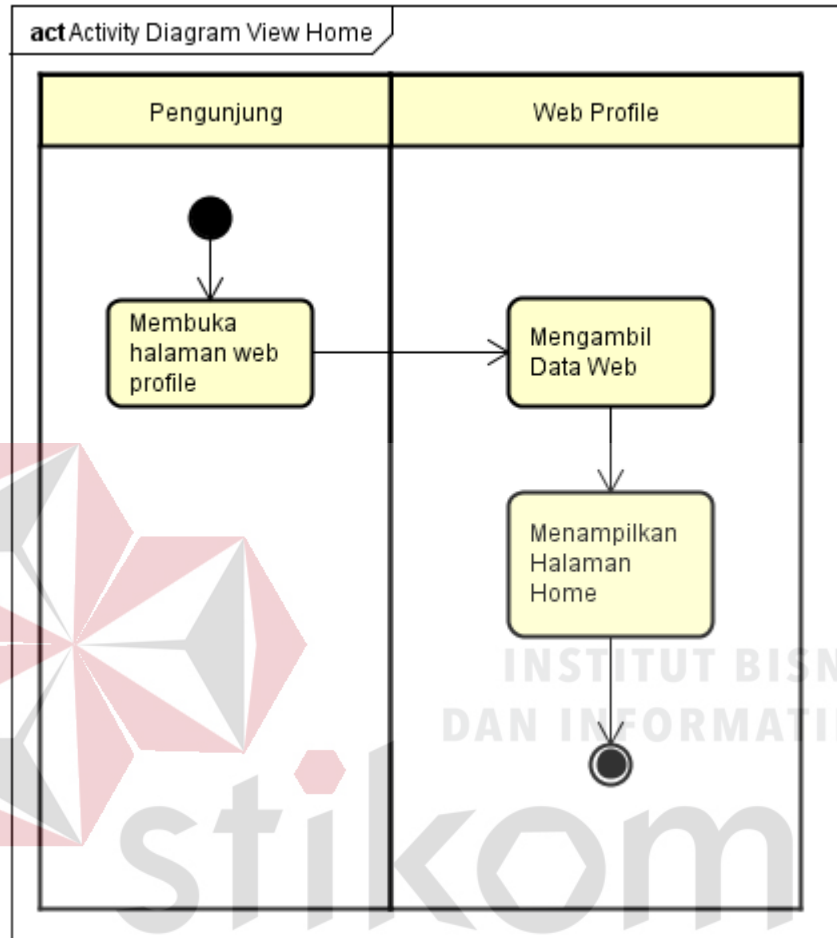 act Activity Diagram View Home
Pengunjung
Web Profile
Membuka
halaman web
profile
Mengambil
Data Web
Menampilkan
Halaman
Home
INSTITUT BISN
DAN INFORMATI
stikom